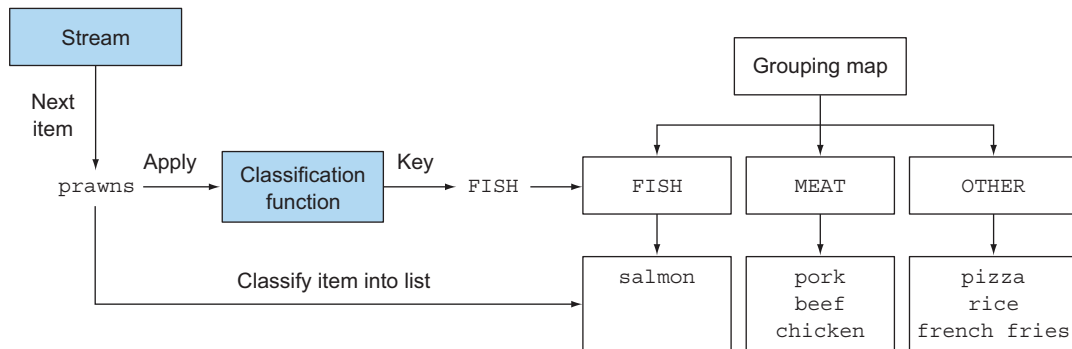 Stream
Grouping map
Next
item
prawns
Apply
Classification
function
Key
FISH
FISH
MEAT
OTHER
Classify item into list
salmon
pork
beef
chicken
pizza
rice
french fries